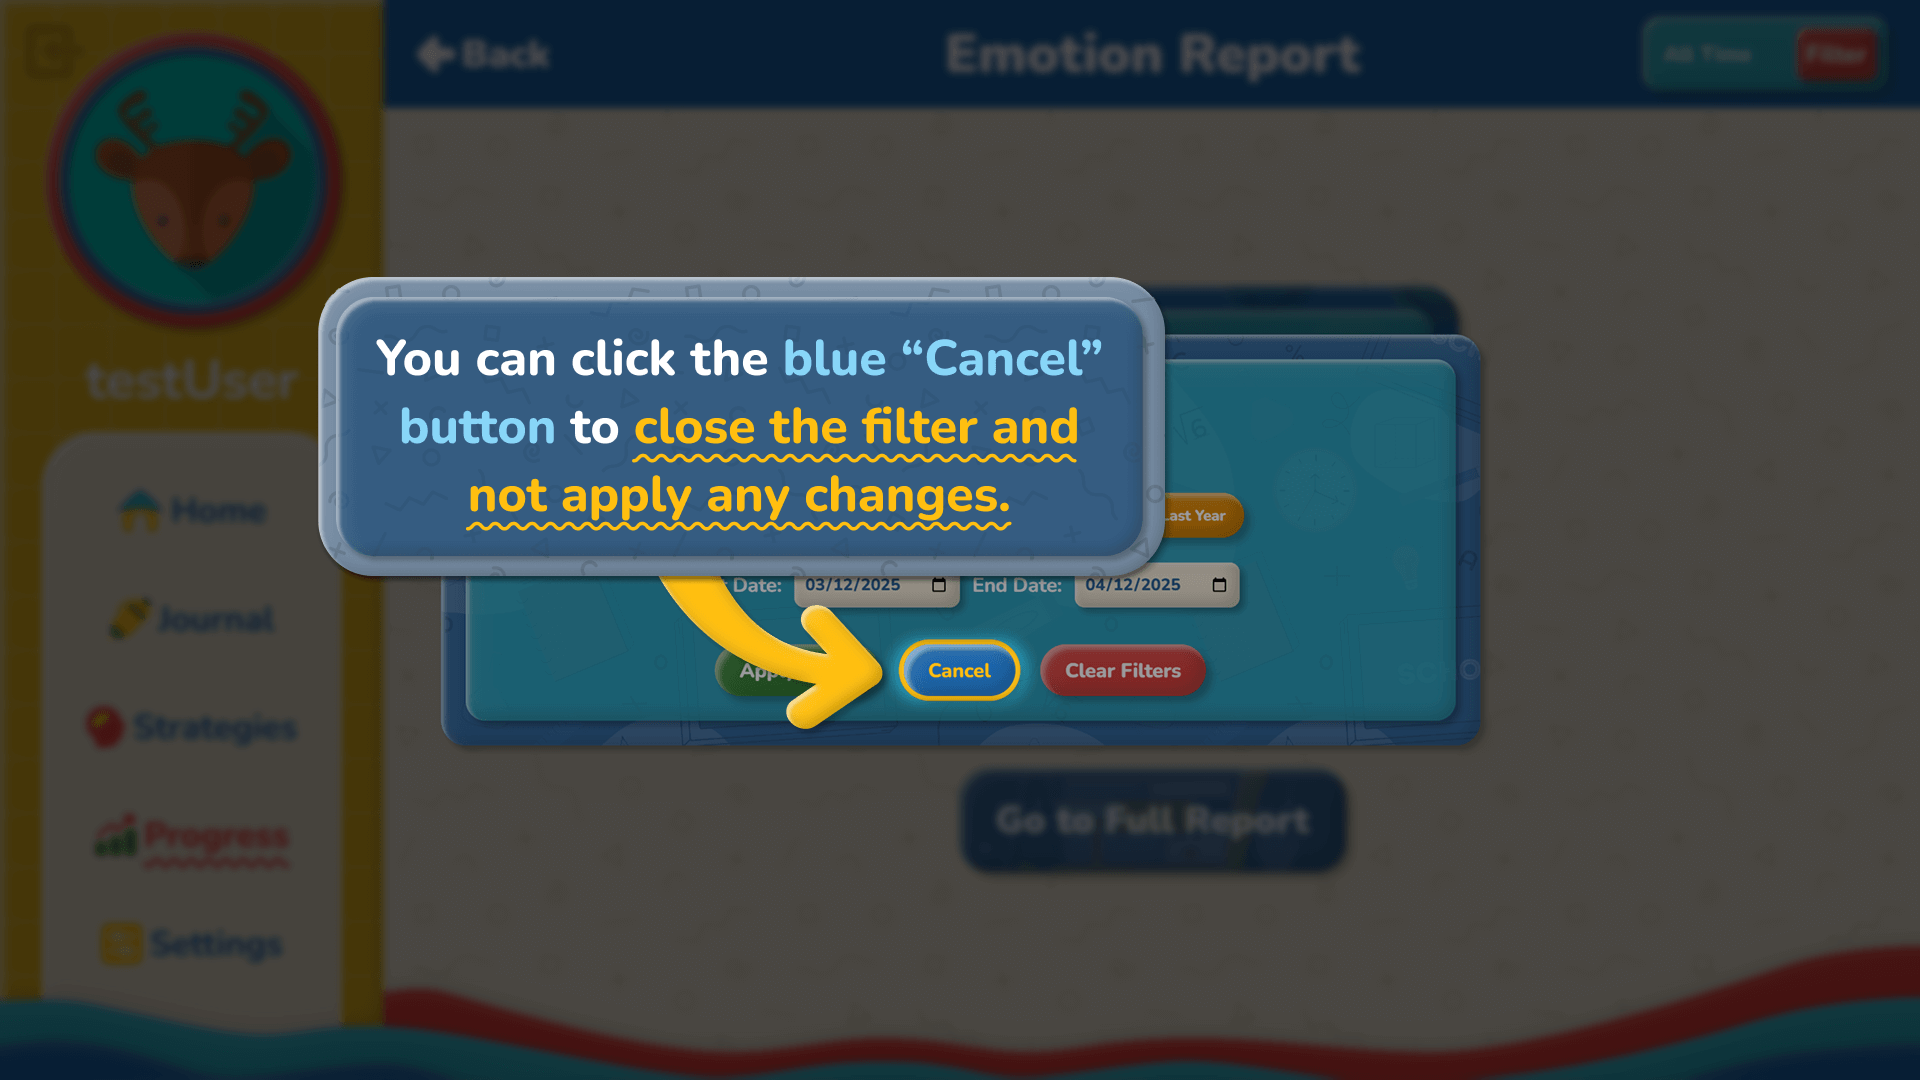 Back
Emotion Report
All Time
Filter
testUser
You can click the blue “Cancel”
button to close the filter and
not apply any changes.
Last Year
Date: 03/12/2025 End Date: 04/12/2025
Cancel
Clear Filters
Home
Journal
Strategies
Progress
Settings
Go to Full Report